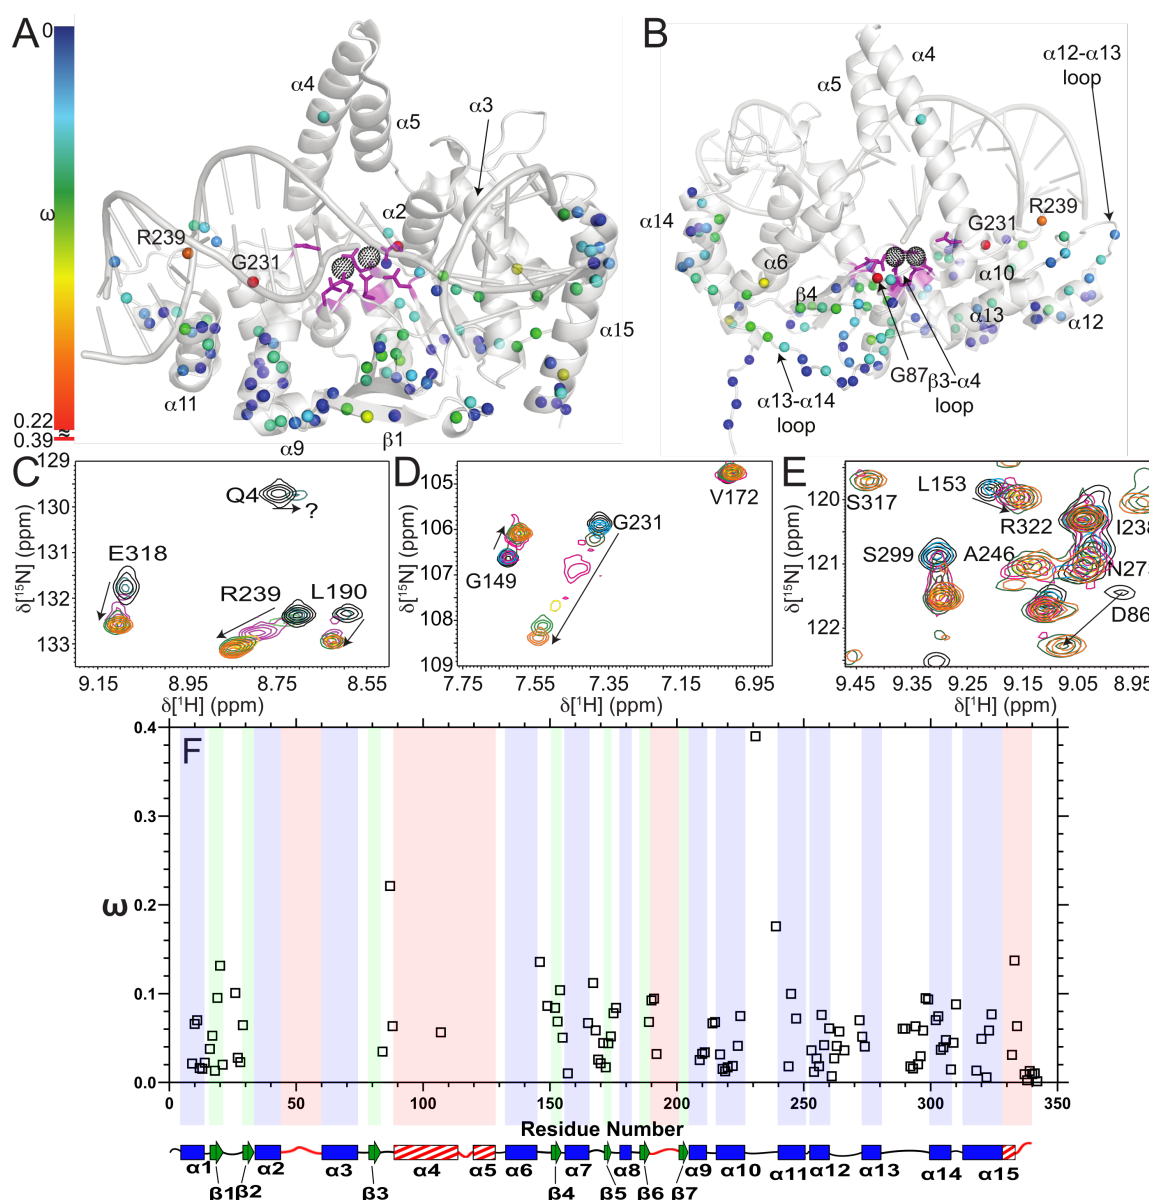 A
B
0
ω
0.22
≈
0.39
α4
α5
α3
α2
R239
G231
α11
α9
β1
α15
α4
α5
α12-α13
loop
α14
R239
G231
α6
α10
β4
α13
α12
G87
β3-α4
loop
α13-α14
loop
C
129
130
131
132
133
δ[¹⁵N] (ppm)
Q4
?
E318
R239
L190
9.15 8.95 8.75 8.55
δ[¹H] (ppm)
D
105
106
107
108
109
δ[¹⁵N] (ppm)
V172
G231
G149
7.75 7.55 7.35 7.15 6.95
δ[¹H] (ppm)
E
120
121
122
δ[¹⁵N] (ppm)
S317
L153
R322
I238
S299
A246
N273
D86
9.45 9.35 9.25 9.15 9.05 8.95
δ[¹H] (ppm)
F
0.4
0.3
0.2
0.1
0.0
ω
0 50 100 150 200 250 300 350
Residue Number
α1 α2 α3 α4 α5 α6 α7 α8 α9 α10 α11 α12 α13 α14 α15
β1 β2 β3 β4 β5 β6 β7